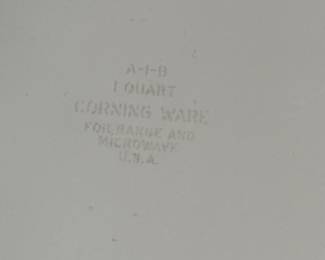 A-1-B
1 QUART
CORNING WARE
FOR RANGE AND
MICROWAVE
U.S.A.